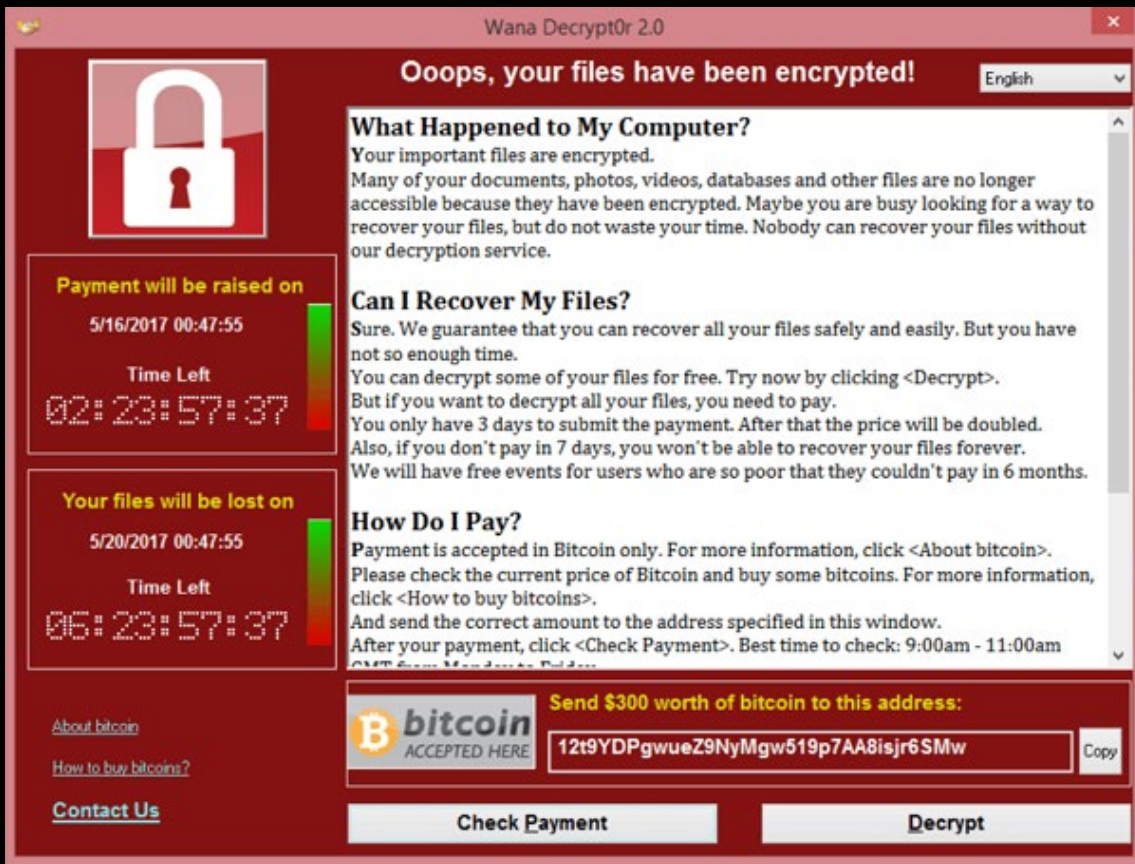 Wana Decrypt0r 2.0
Ooops, your files have been encrypted!
English
What Happened to My Computer?
Your important files are encrypted.
Many of your documents, photos, videos, databases and other files are no longer
accessible because they have been encrypted. Maybe you are busy looking for a way to
recover your files, but do not waste your time. Nobody can recover your files without
our decryption service.
Can I Recover My Files?
Sure. We guarantee that you can recover all your files safely and easily. But you have
not so enough time.
You can decrypt some of your files for free. Try now by clicking <Decrypt>.
But if you want to decrypt all your files, you need to pay.
You only have 3 days to submit the payment. After that the price will be doubled.
Also, if you don't pay in 7 days, you won't be able to recover your files forever.
We will have free events for users who are so poor that they couldn't pay in 6 months.
How Do I Pay?
Payment is accepted in Bitcoin only. For more information, click <About bitcoin>.
Please check the current price of Bitcoin and buy some bitcoins. For more information,
click <How to buy bitcoins>.
And send the correct amount to the address specified in this window.
After your payment, click <Check Payment>. Best time to check: 9:00am - 11:00am
GMT from Monday to Friday.
Payment will be raised on
5/16/2017 00:47:55
Time Left
02:23:57:37
Your files will be lost on
5/20/2017 00:47:55
Time Left
06:23:57:37
About bitcoin
How to buy bitcoins?
Contact Us
bitcoin
ACCEPTED HERE
Send $300 worth of bitcoin to this address:
12t9YDPgwueZ9NyMgw519p7AA8isjr6SMw
Copy
Check Payment
Decrypt